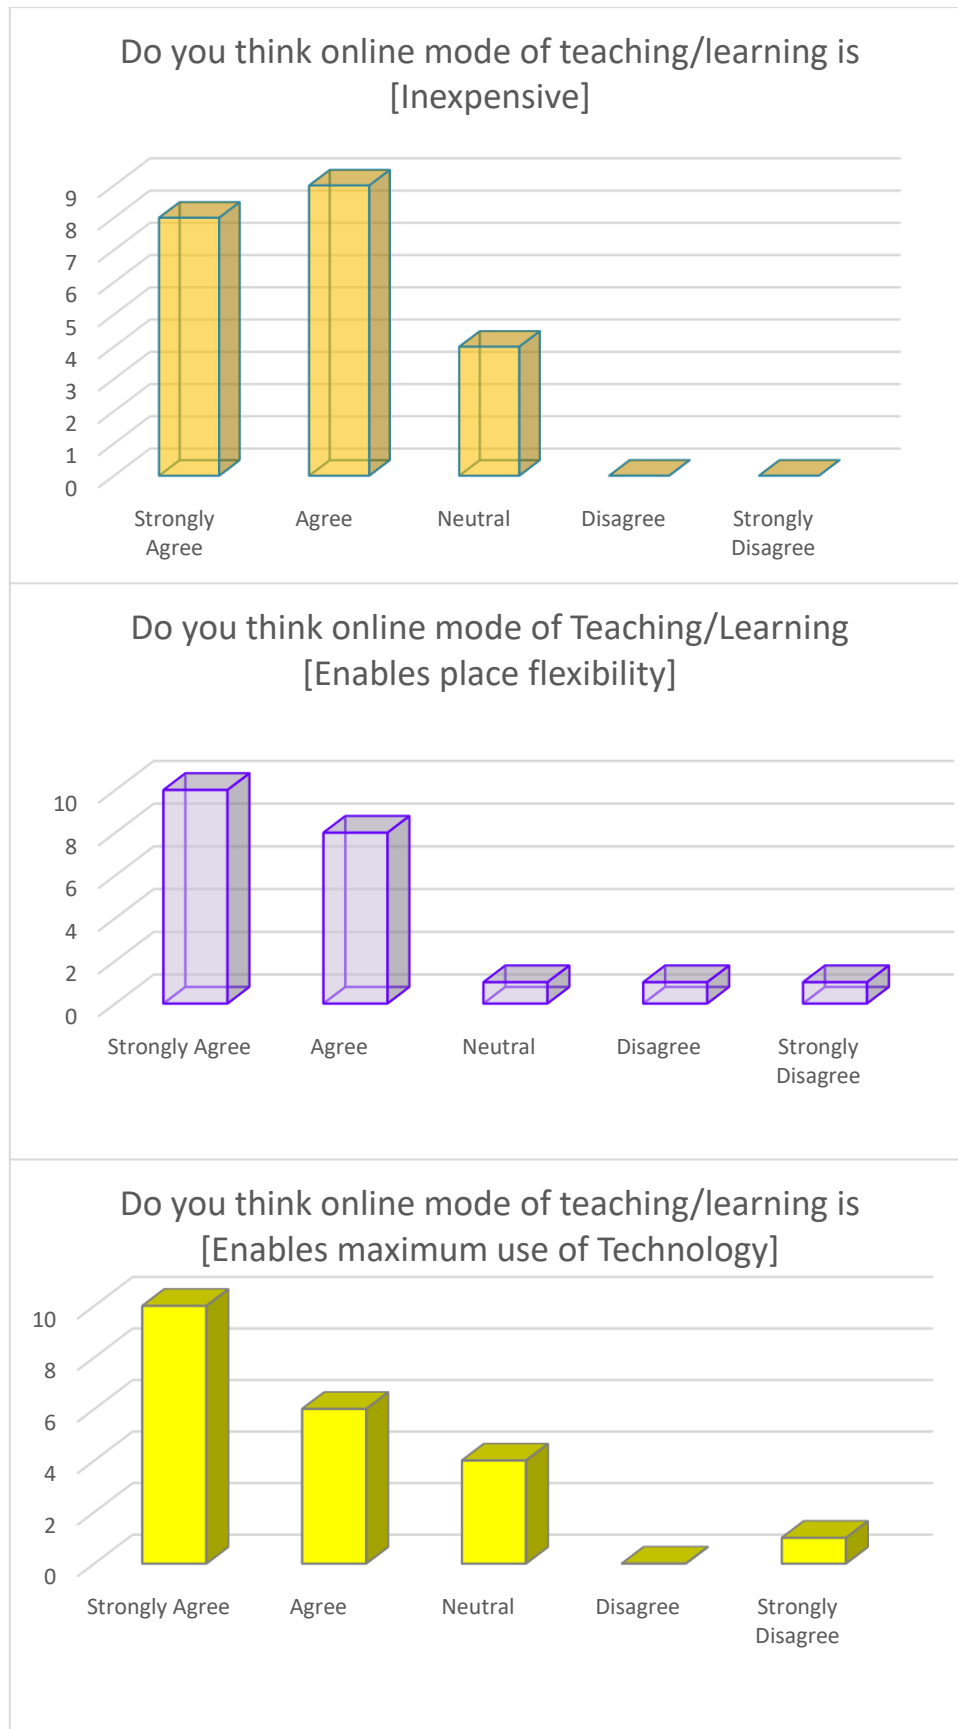 Do you think online mode of teaching/learning is
[Inexpensive]
9
8
7
6
5
4
3
2
1
0
Strongly Agree
Agree
Neutral
Disagree
Strongly Disagree
Do you think online mode of Teaching/Learning
[Enables place flexibility]
10
8
6
4
2
0
Strongly Agree
Agree
Neutral
Disagree
Strongly Disagree
Do you think online mode of teaching/learning is
[Enables maximum use of Technology]
10
8
6
4
2
0
Strongly Agree
Agree
Neutral
Disagree
Strongly Disagree